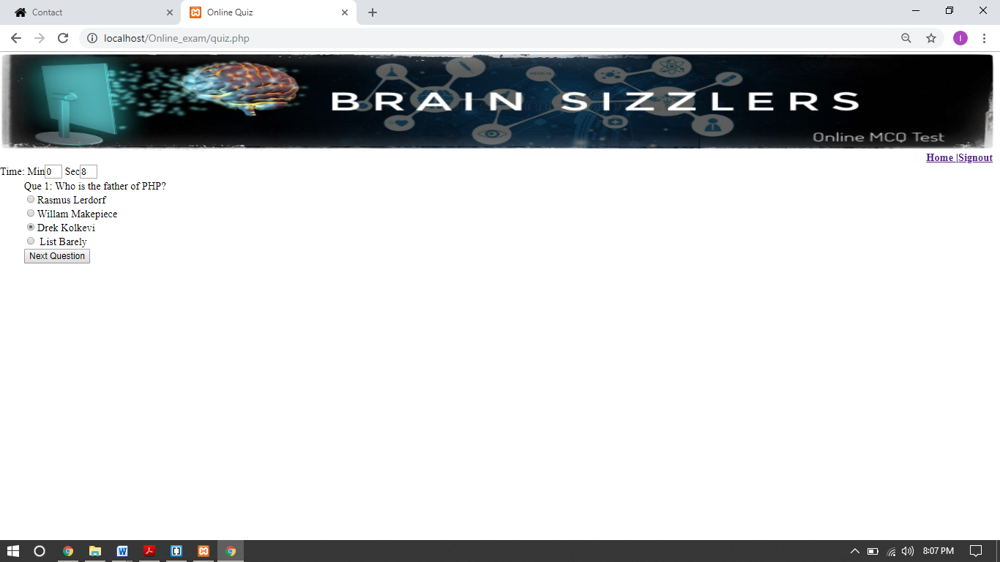 Contact
Online Quiz
localhost/Online_exam/quiz.php
I
MEDICAL
BRAIN SIZZLERS
Online MCQ Test
Home |Signout
Time: Min 0 Sec 8
Que 1: Who is the father of PHP?
Rasmus Lerdorf
Willam Makepiece
Drek Kolkevi
List Barely
Next Question
8:07 PM